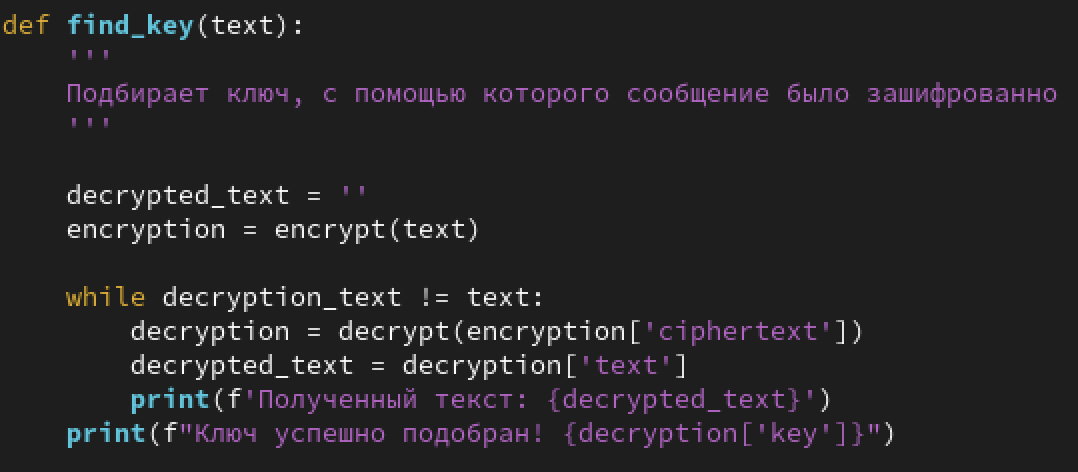 def find_key(text):
'''
Подбирает ключ, с помощью которого сообщение было зашифрованно
'''
decrypted_text = ''
encryption = encrypt(text)
while decryption_text != text:
decryption = decrypt(encryption['ciphertext'])
decrypted_text = decryption['text']
print(f'Полученный текст: {decrypted_text}')
print(f"Ключ успешно подобран! {decryption['key']}")